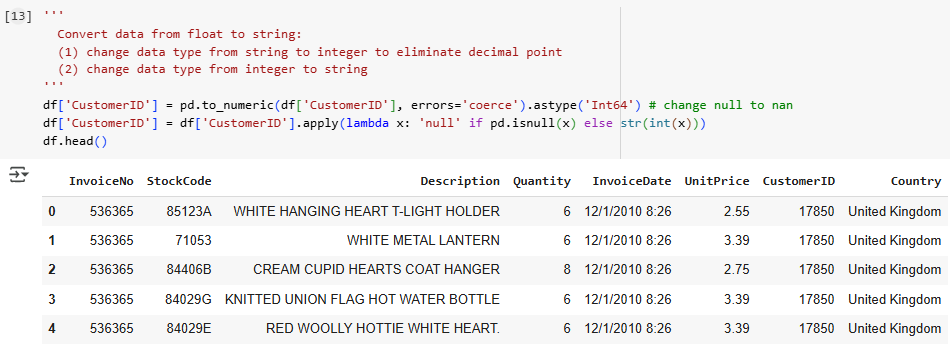 [13] '''
Convert data from float to string:
(1) change data type from string to integer to eliminate decimal point
(2) change data type from integer to string
'''
df['CustomerID'] = pd.to_numeric(df['CustomerID'], errors='coerce').astype('Int64') # change null to nan
df['CustomerID'] = df['CustomerID'].apply(lambda x: 'null' if pd.isnull(x) else str(int(x)))
df.head()
InvoiceNo StockCode Description Quantity InvoiceDate UnitPrice CustomerID Country
0 536365 85123A WHITE HANGING HEART T-LIGHT HOLDER 6 12/1/2010 8:26 2.55 17850 United Kingdom
1 536365 71053 WHITE METAL LANTERN 6 12/1/2010 8:26 3.39 17850 United Kingdom
2 536365 84406B CREAM CUPID HEARTS COAT HANGER 8 12/1/2010 8:26 2.75 17850 United Kingdom
3 536365 84029G KNITTED UNION FLAG HOT WATER BOTTLE 6 12/1/2010 8:26 3.39 17850 United Kingdom
4 536365 84029E RED WOOLLY HOTTIE WHITE HEART. 6 12/1/2010 8:26 3.39 17850 United Kingdom